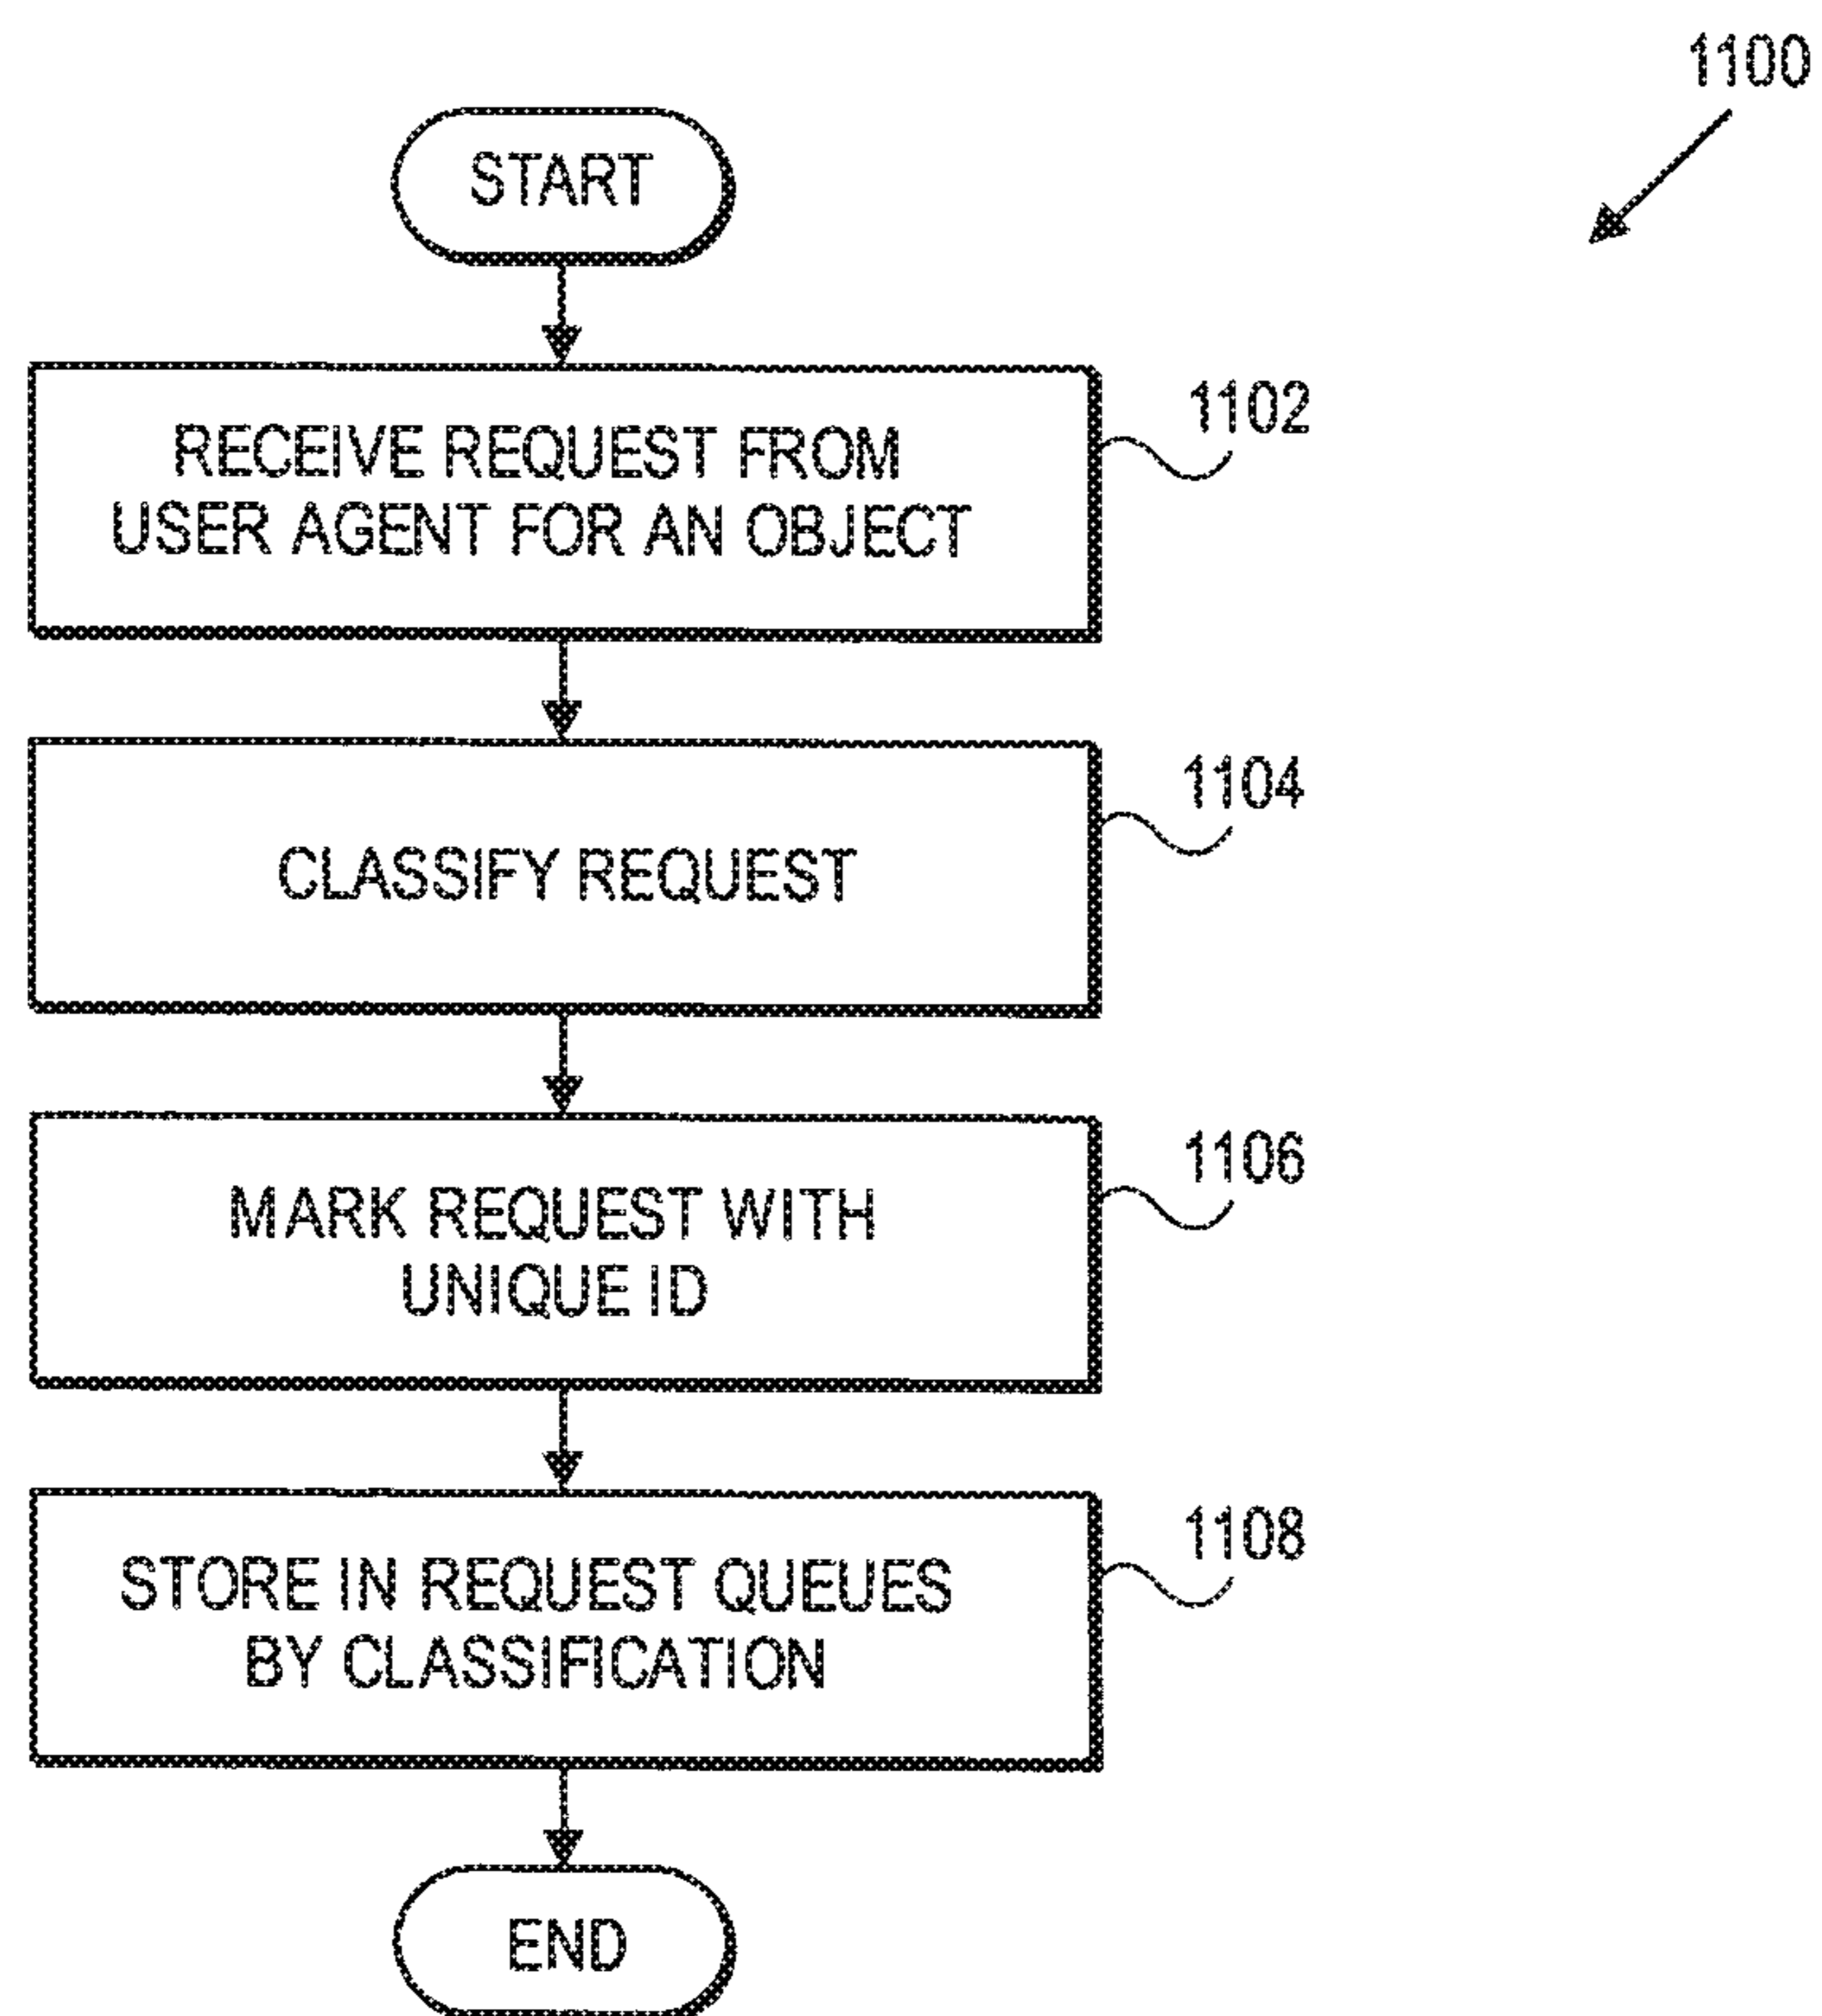 1100
START
RECEIVE REQUEST FROM
USER AGENT FOR AN OBJECT
1102
CLASSIFY REQUEST
1104
MARK REQUEST WITH
UNIQUE ID
1106
STORE IN REQUEST QUEUES
BY CLASSIFICATION
1108
END